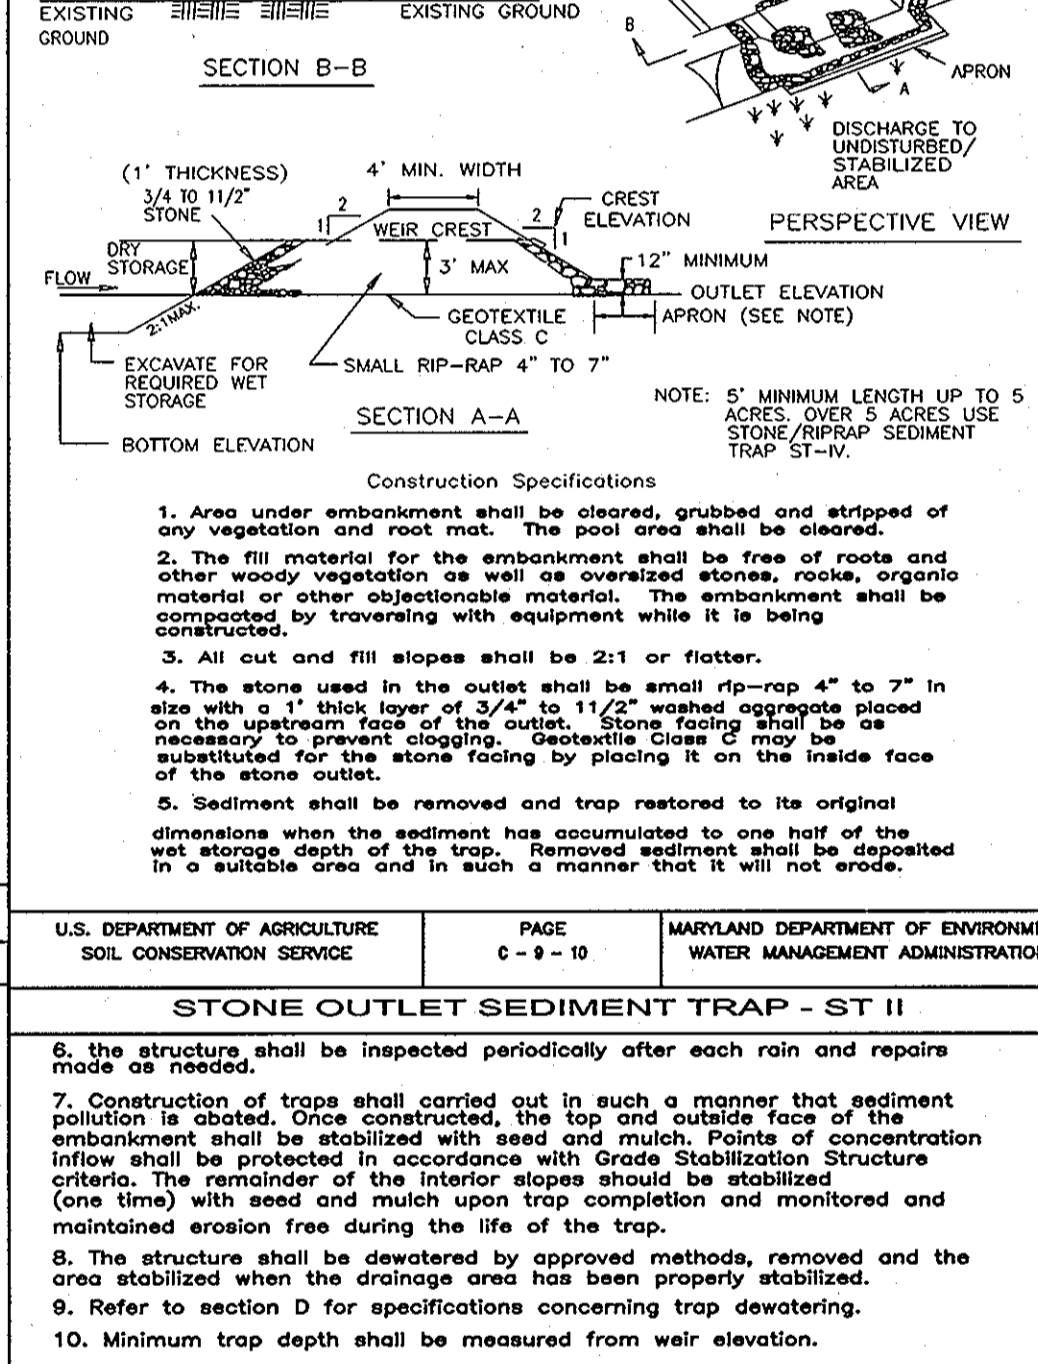 EXISTING
GROUND
EXISTING GROUND
SECTION B-B
B
A
APRON
DISCHARGE TO
UNDISTURBED/
STABILIZED
AREA
PERSPECTIVE VIEW
(1' THICKNESS)
3/4 TO 11/2"
STONE
4' MIN. WIDTH
2
1
WEIR CREST
2
1
CREST
ELEVATION
DRY
STORAGE
3' MAX
12" MINIMUM
FLOW
OUTLET ELEVATION
2:1 MAX.
GEOTEXTILE
CLASS C
APRON (SEE NOTE)
EXCAVATE FOR
REQUIRED WET
STORAGE
SMALL RIP-RAP 4" TO 7"
SECTION A-A
BOTTOM ELEVATION
NOTE: 5' MINIMUM LENGTH UP TO 5
ACRES. OVER 5 ACRES USE
STONE/RIPRAP SEDIMENT
TRAP ST-IV.
Construction Specifications
1. Area under embankment shall be cleared, grubbed and stripped of
any vegetation and root mat. The pool area shall be cleared.
2. The fill material for the embankment shall be free of roots and
other woody vegetation as well as oversized stones, rocks, organic
material or other objectionable material. The embankment shall be
compacted by traversing with equipment while it is being
constructed.
3. All cut and fill slopes shall be 2:1 or flatter.
4. The stone used in the outlet shall be small rip-rap 4" to 7" in
size with a 1' thick layer of 3/4" to 11/2" washed aggregate placed
on the upstream face of the outlet. Stone facing shall be as
necessary to prevent clogging. Geotextile Class C may be
substituted for the stone facing by placing it on the inside face
of the stone outlet.
5. Sediment shall be removed and trap restored to its original
dimensions when the sediment has accumulated to one half of the
wet storage depth of the trap. Removed sediment shall be deposited
in a suitable area and in such a manner that it will not erode.
U.S. DEPARTMENT OF AGRICULTURE
SOIL CONSERVATION SERVICE
PAGE
C - 9 - 10
MARYLAND DEPARTMENT OF ENVIRONM
WATER MANAGEMENT ADMINISTRATIO
STONE OUTLET SEDIMENT TRAP - ST II
6. the structure shall be inspected periodically after each rain and repairs
made as needed.
7. Construction of traps shall carried out in such a manner that sediment
pollution is abated. Once constructed, the top and outside face of the
embankment shall be stabilized with seed and mulch. Points of concentration
inflow shall be protected in accordance with Grade Stabilization Structure
criteria. The remainder of the interior slopes should be stabilized
(one time) with seed and mulch upon trap completion and monitored and
maintained erosion free during the life of the trap.
8. The structure shall be dewatered by approved methods, removed and the
area stabilized when the drainage area has been properly stabilized.
9. Refer to section D for specifications concerning trap dewatering.
10. Minimum trap depth shall be measured from weir elevation.